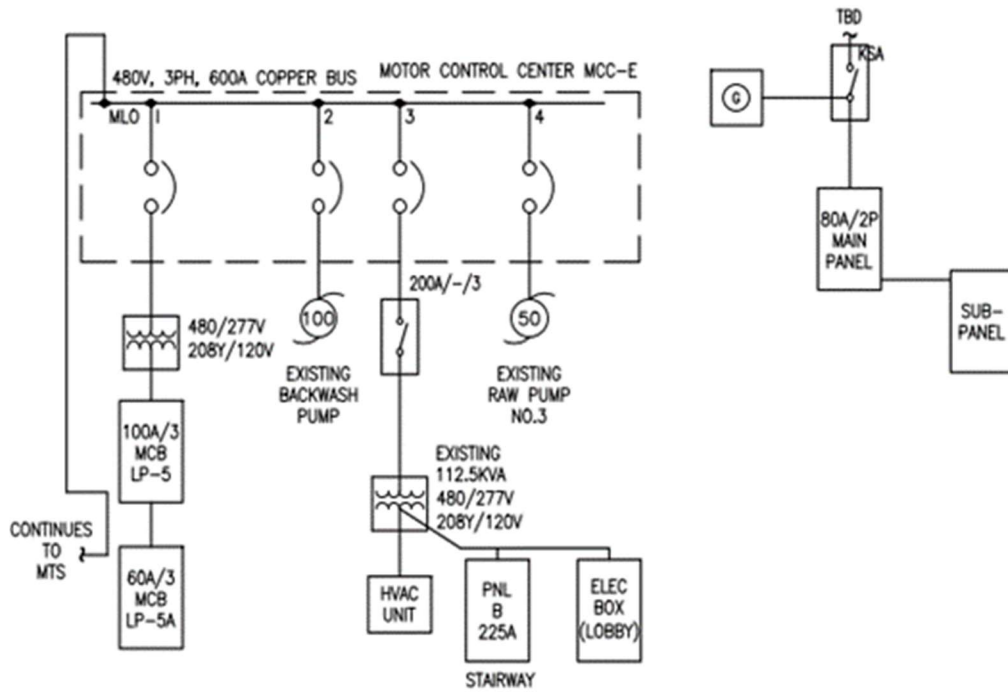 480V, 3PH, 600A COPPER BUS
MOTOR CONTROL CENTER MCC-E
MLO
1
2
3
4
200A/-/3
480/277V
208Y/120V
100
EXISTING
BACKWASH
PUMP
50
EXISTING
RAW PUMP
NO.3
100A/3
MCB
LP-5
60A/3
MCB
LP-5A
CONTINUES
TO
MTS
EXISTING
112.5KVA
480/277V
208Y/120V
HVAC
UNIT
PNL
B
225A
STAIRWAY
ELEC
BOX
(LOBBY)
TBD
KSA
G
80A/2P
MAIN
PANEL
SUB-
PANEL